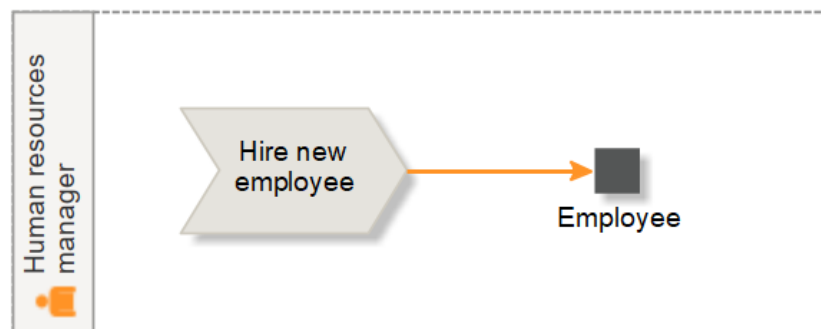 Human resources
manager
Hire new
employee
Employee